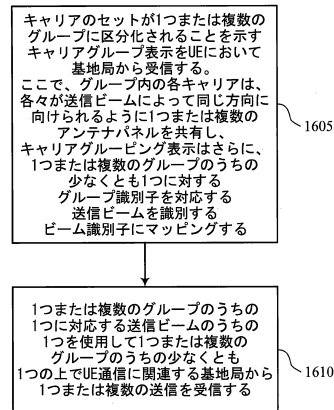 キャリアのセットが1つまたは複数の
グループに区分化されることを示す
キャリアグループ表示をUEにおいて
基地局から受信する。
ここで、グループ内の各キャリアは、
各々が送信ビームによって同じ方向に
向けられるように1つまたは複数の
アンテナパネルを共有し、
キャリアグルーピング表示はさらに、
1つまたは複数のグループのうちの
少なくとも1つに対する
グループ識別子を対応する
送信ビームを識別する
ビーム識別子にマッピングする
1605
1つまたは複数のグループのうちの
1つに対応する送信ビームのうちの
1つを使用して1つまたは複数の
グループのうちの少なくとも
1つの上でUE通信に関連する基地局から
1つまたは複数の送信を受信する
1610